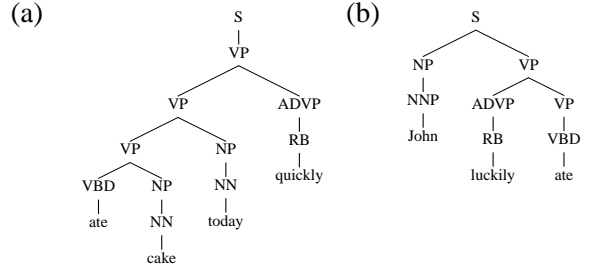 (a)
S
VP
VP ADVP
VP NP RB
VBD NP NN quickly
ate NN today
cake
(b)
S
NP VP
NNP ADVP VP
John RB VBD
luckily ate